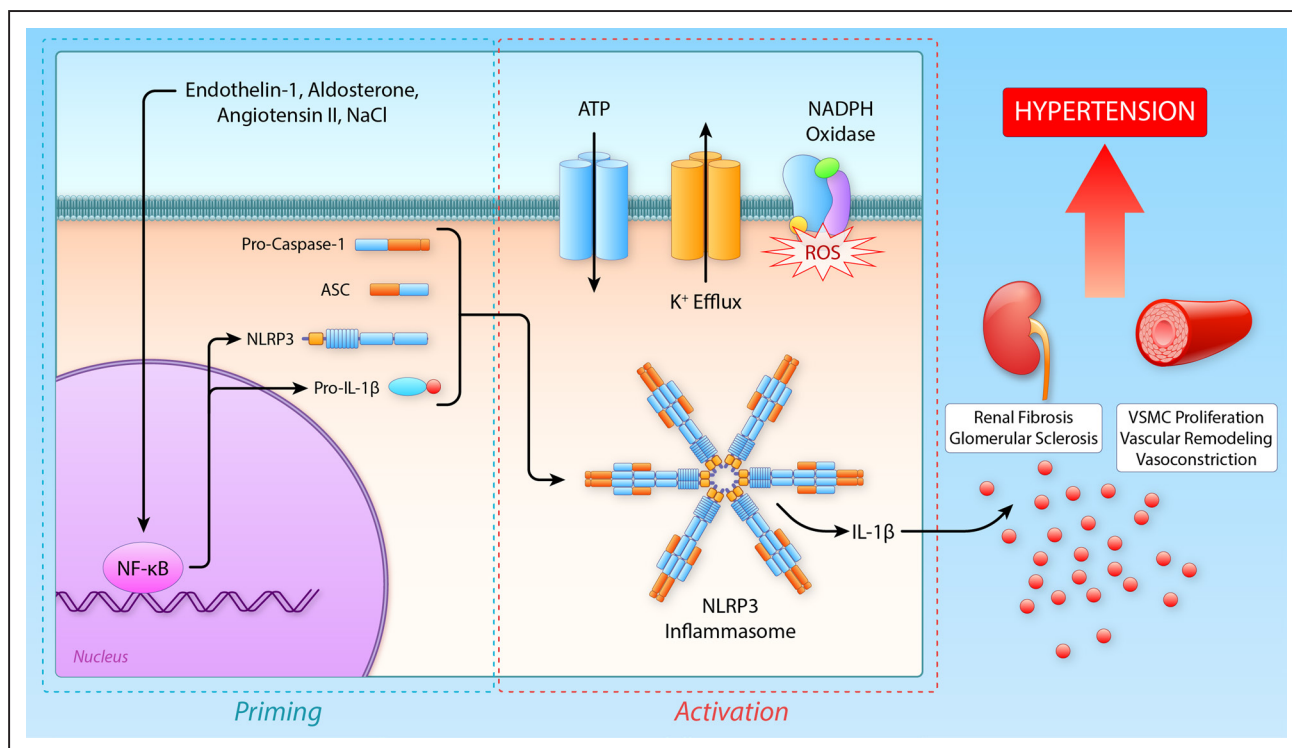 Endothelin-1, Aldosterone,
Angiotensin II, NaCl
Pro-Caspase-1
ASC
NLRP3
Pro-IL-1β
NF-κB
Nucleus
Priming
ATP
NADPH
Oxidase
ROS
K⁺ Efflux
NLRP3
Inflammasome
IL-1β
Activation
HYPERTENSION
Renal Fibrosis
Glomerular Sclerosis
VSMC Proliferation
Vascular Remodeling
Vasoconstriction